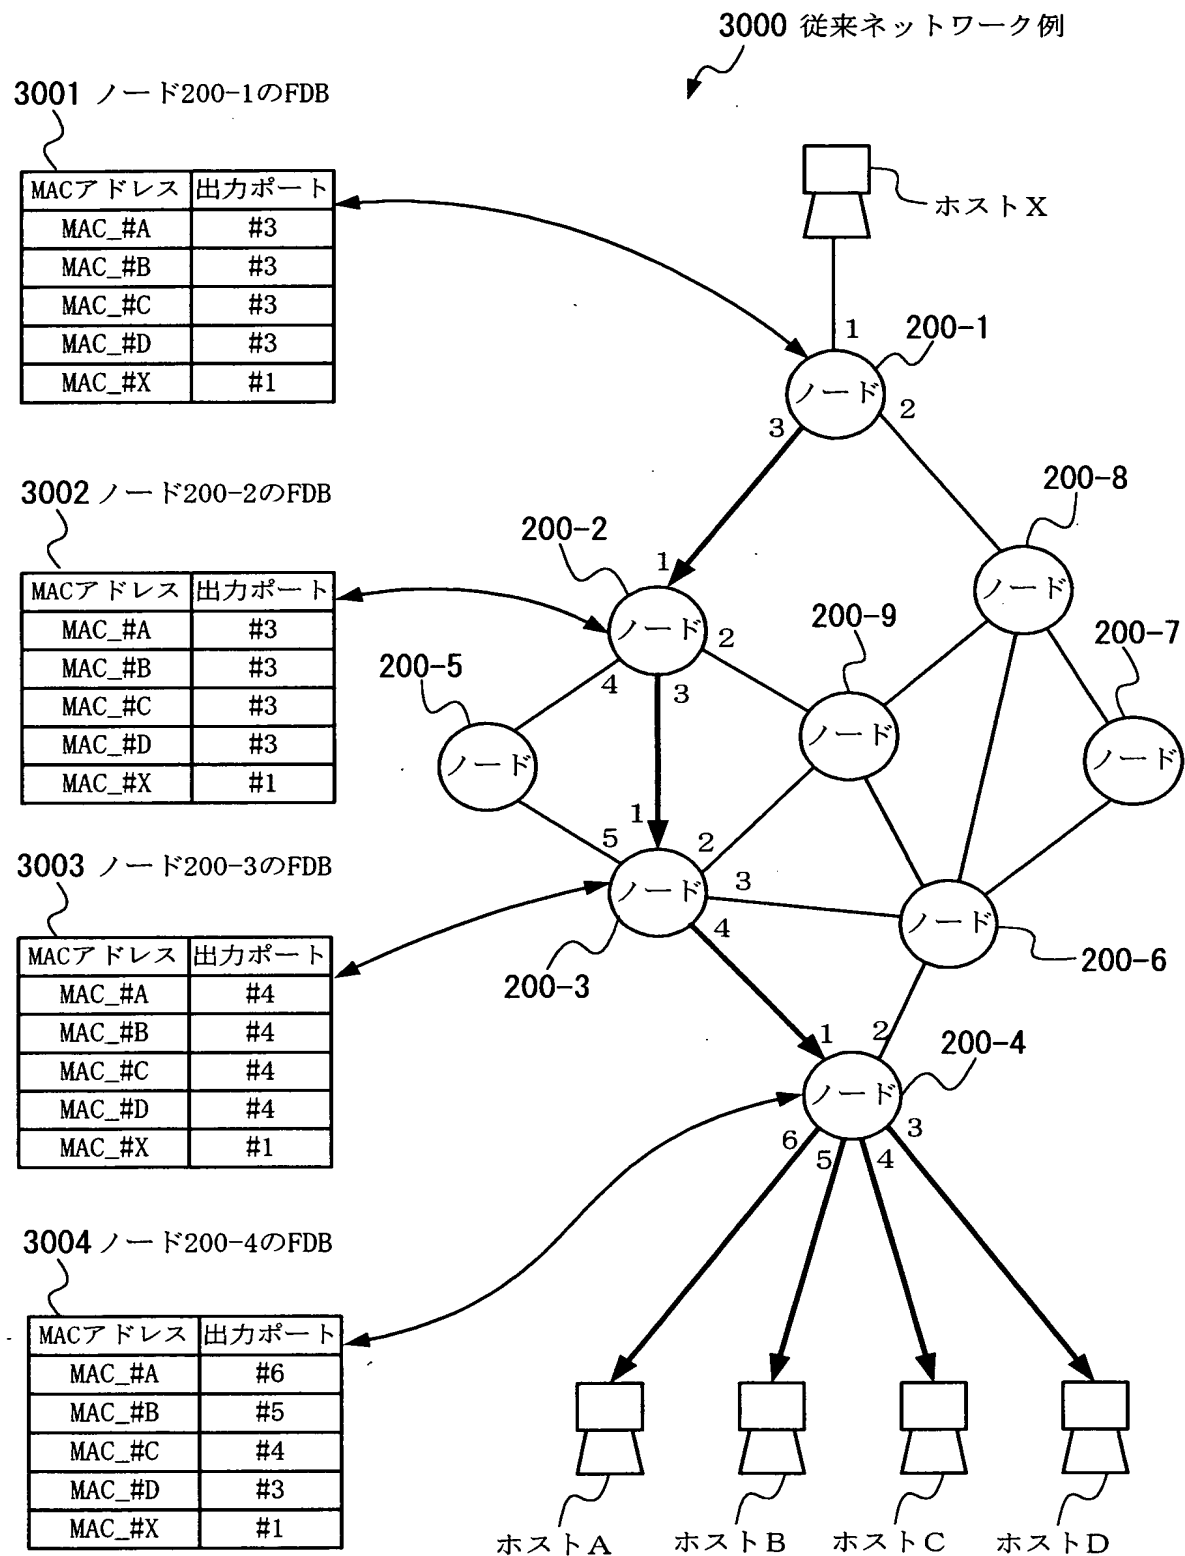 3000 従来ネットワーク例
3001 ノード200-1のFDB
MACアドレス 出力ポート
MAC_#A #3
MAC_#B #3
MAC_#C #3
MAC_#D #3
MAC_#X #1
ホストX
1
200-1
ノード
2
3
3002 ノード200-2のFDB
MACアドレス 出力ポート
MAC_#A #3
MAC_#B #3
MAC_#C #3
MAC_#D #3
MAC_#X #1
200-8
ノード
200-2
1
ノード
2
4
3
200-9
ノード
200-7
ノード
200-5
ノード
3003 ノード200-3のFDB
MACアドレス 出力ポート
MAC_#A #4
MAC_#B #4
MAC_#C #4
MAC_#D #4
MAC_#X #1
1
5
2
ノード
3
4
200-3
ノード
200-6
1
2
200-4
ノード
6
5
4
3
3004 ノード200-4のFDB
MACアドレス 出力ポート
MAC_#A #6
MAC_#B #5
MAC_#C #4
MAC_#D #3
MAC_#X #1
ホストA
ホストB
ホストC
ホストD